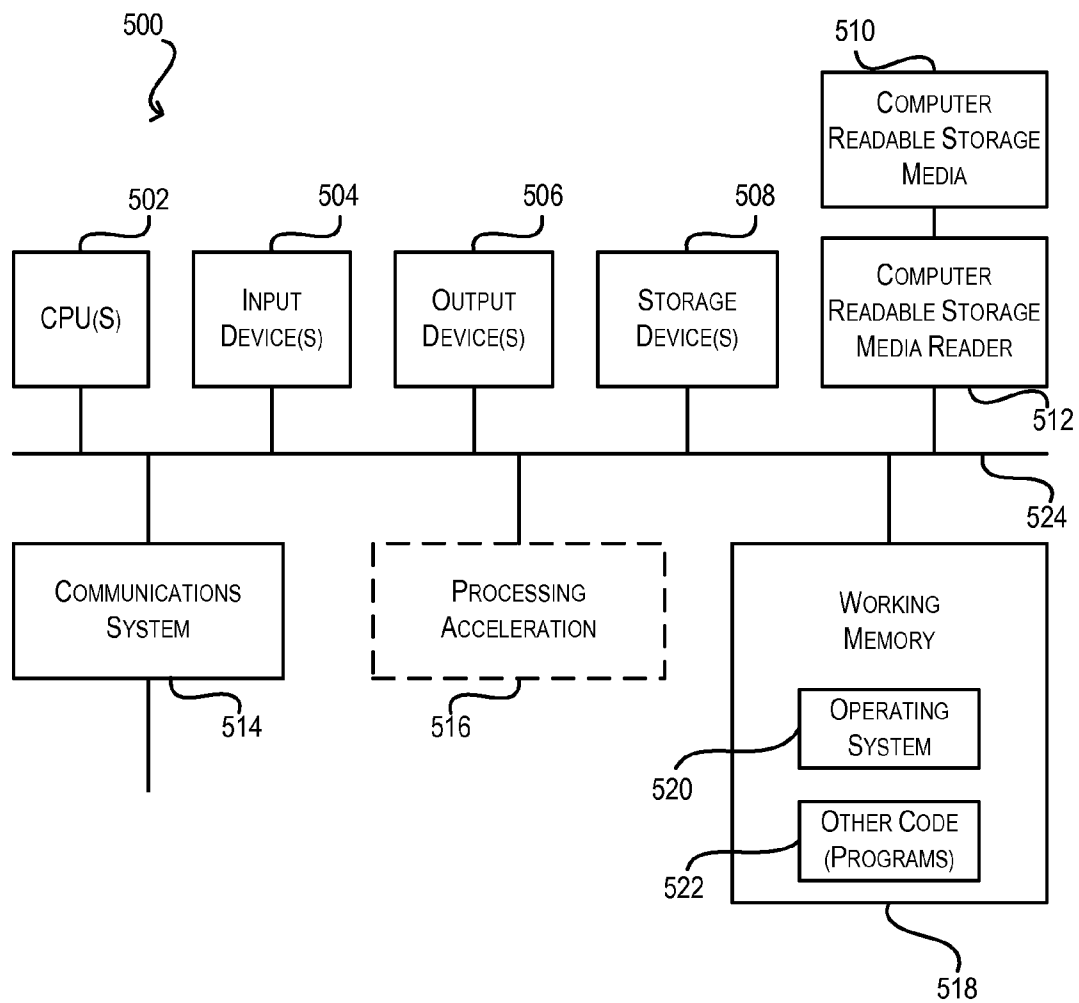 500
510
COMPUTER
READABLE STORAGE
MEDIA
502
504
506
508
CPU(S)
INPUT
DEVICE(S)
OUTPUT
DEVICE(S)
STORAGE
DEVICE(S)
COMPUTER
READABLE STORAGE
MEDIA READER
512
524
COMMUNICATIONS
SYSTEM
514
PROCESSING
ACCELERATION
516
WORKING
MEMORY
OPERATING
SYSTEM
520
OTHER CODE
(PROGRAMS)
522
518